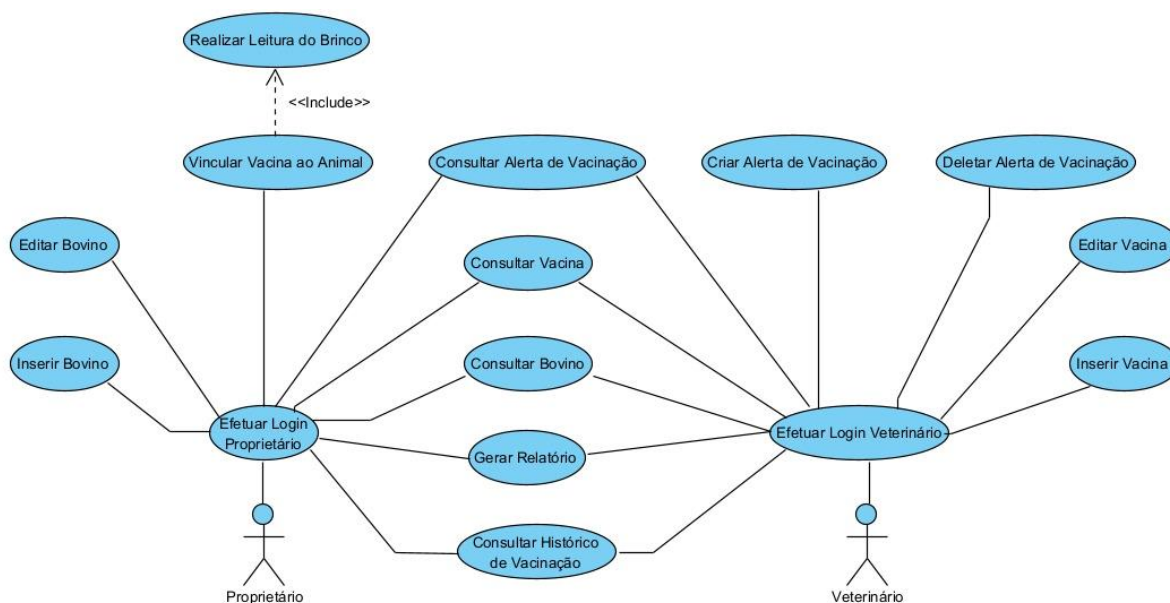 Realizar Leitura do Brinco
<<Include>>
Vincular Vacina ao Animal
Consultar Alerta de Vacinação
Criar Alerta de Vacinação
Deletar Alerta de Vacinação
Editar Bovino
Consultar Vacina
Editar Vacina
Inserir Bovino
Consultar Bovino
Inserir Vacina
Efetuar Login
Proprietário
Efetuar Login Veterinário
Gerar Relatório
Consultar Histórico
de Vacinação
Proprietário
Veterinário